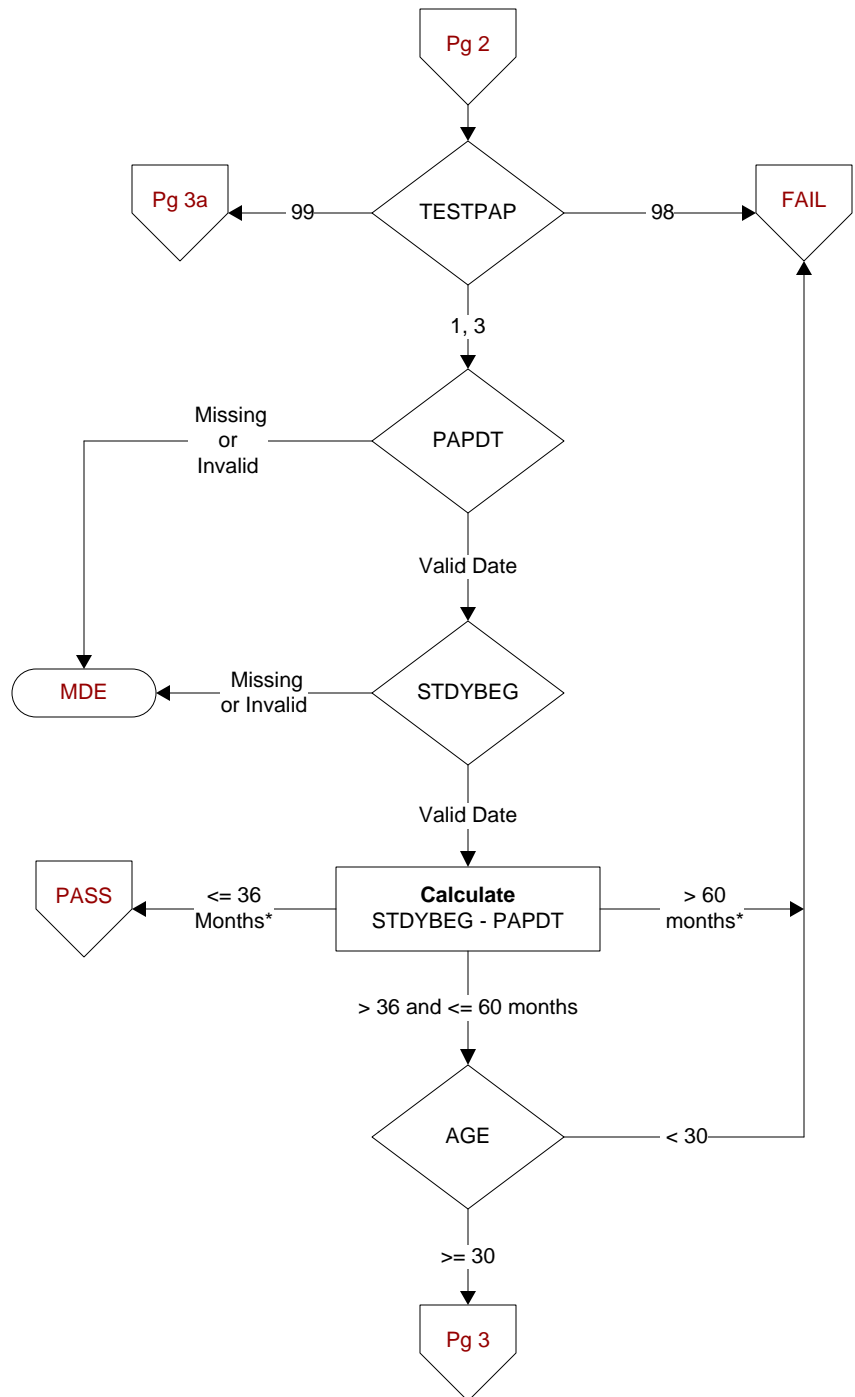 Pg 2
Pg 3a
99
TESTPAP
98
FAIL
1, 3
Missing
or
Invalid
PAPDT
Valid Date
MDE
Missing
or Invalid
STDYBEG
Valid Date
PASS
<= 36
Months*
Calculate
STDYBEG - PAPDT
> 60
months*
> 36 and <= 60 months
AGE
< 30
>= 30
Pg 3